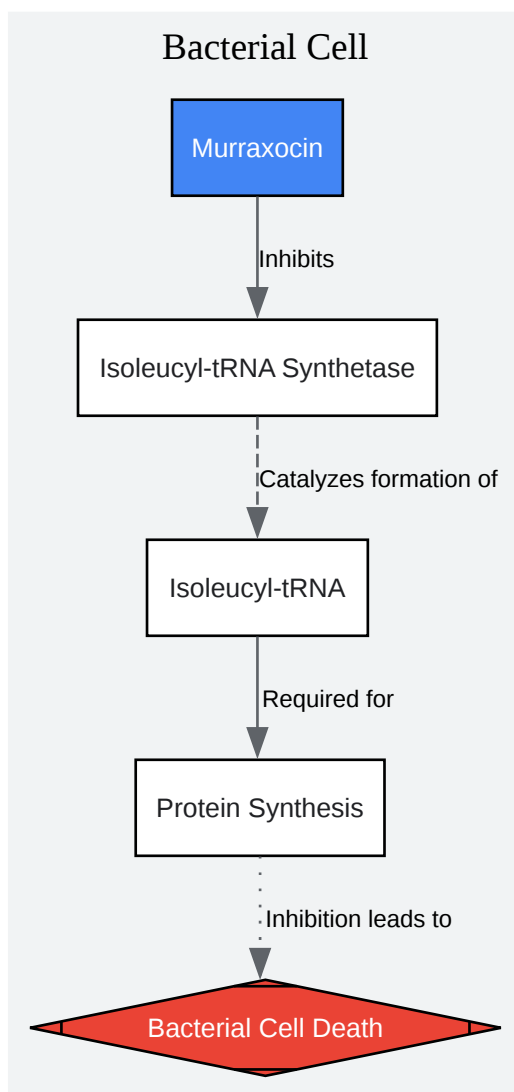 Bacterial Cell
Murraxocin
Inhibits
Isoleucyl-tRNA Synthetase
Catalyzes formation of
Isoleucyl-tRNA
Required for
Protein Synthesis
Inhibition leads to
Bacterial Cell Death